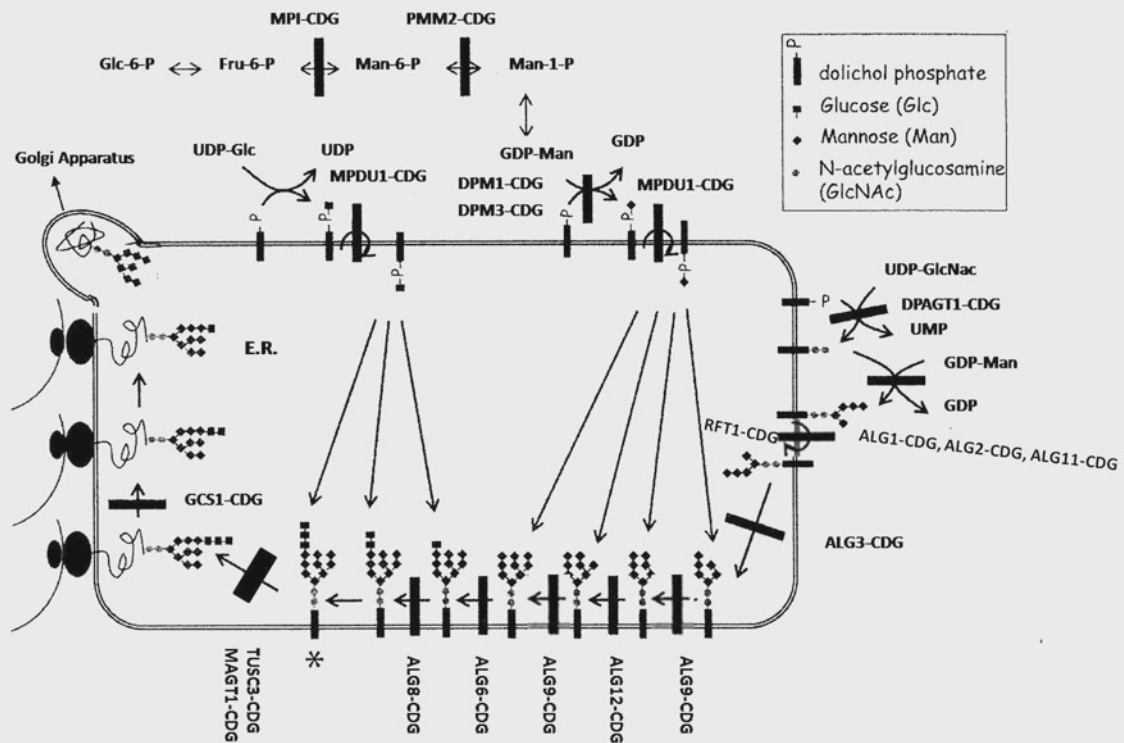 MPI-CDG
PMM2-CDG
Glc-6-P
Fru-6-P
Man-6-P
Man-1-P
P
dolichol phosphate
Glucose (Glc)
Mannose (Man)
N-acetylglucosamine
(GlcNAc)
Golgi Apparatus
UDP-Glc
UDP
MPDU1-CDG
GDP-Man
GDP
DPM1-CDG
DPM3-CDG
MPDU1-CDG
P
P
P
P
P
P
UDP-GlcNac
P
DPAGT1-CDG
UMP
GDP-Man
GDP
E.R.
RFT1-CDG
ALG1-CDG, ALG2-CDG, ALG11-CDG
GCS1-CDG
ALG3-CDG
TUSC3-CDG
MAGT1-CDG
*
ALG8-CDG
ALG6-CDG
ALG9-CDG
ALG12-CDG
ALG9-CDG